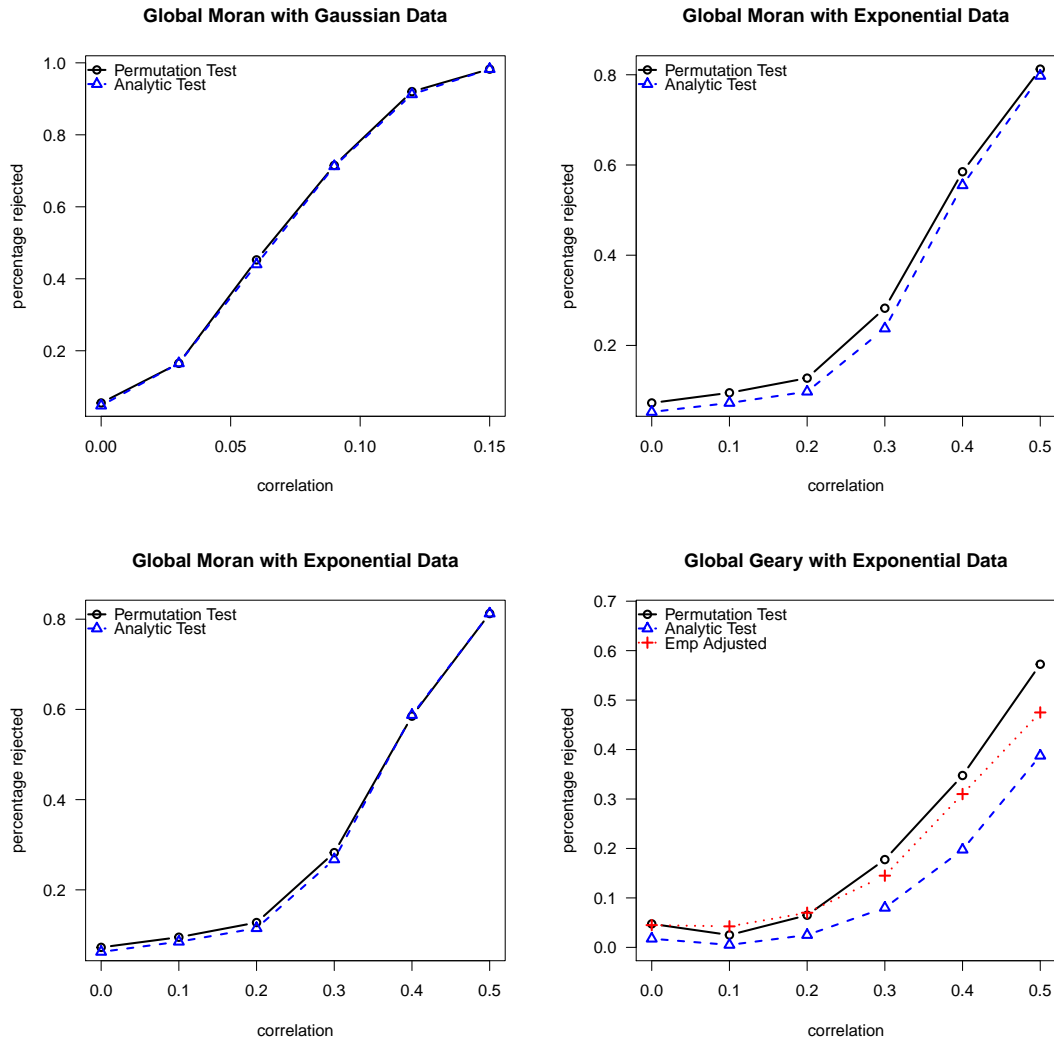 Global Moran with Gaussian Data
Permutation Test
Analytic Test
1.0
0.8
0.6
0.4
0.2
percentage rejected
0.00
0.05
0.10
0.15
correlation
Global Moran with Exponential Data
Permutation Test
Analytic Test
0.8
0.6
0.4
0.2
percentage rejected
0.0
0.1
0.2
0.3
0.4
0.5
correlation
Global Moran with Exponential Data
Permutation Test
Analytic Test
0.8
0.6
0.4
0.2
percentage rejected
0.0
0.1
0.2
0.3
0.4
0.5
correlation
Global Geary with Exponential Data
Permutation Test
Analytic Test
Emp Adjusted
0.7
0.6
0.5
0.4
0.3
0.2
0.1
0.0
percentage rejected
0.0
0.1
0.2
0.3
0.4
0.5
correlation